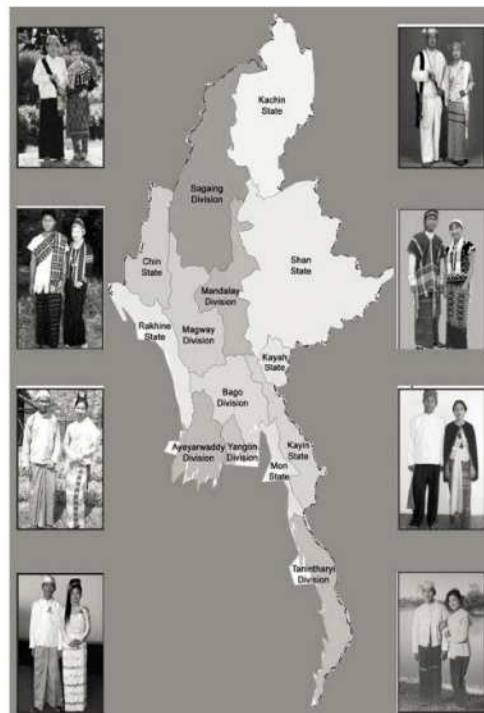 Kachin
State
Sagaing
Division
Chin
State
Shan
State
Mandalay
Division
Rakhine
State
Magway
Division
Kayah
State
Bago
Division
Ayeyarwaddy
Division
Yangon
Division
Kayin
State
Mon
State
Tanintharyi
Division